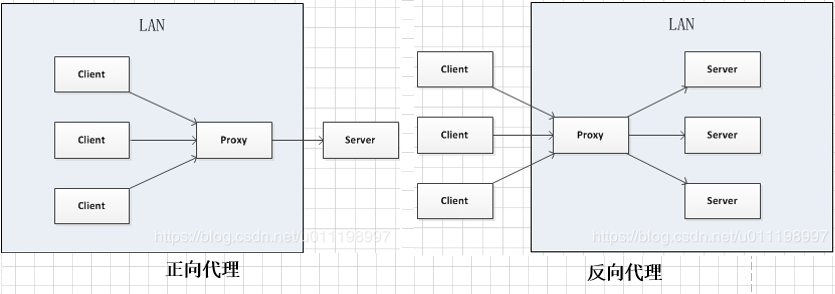 LAN
Client
Client
Client
Proxy
Server
https://blog.csdn.net/u011198997
正向代理
LAN
Client
Client
Client
Proxy
Server
Server
Server
https://blog.csdn.net/u011198997
反向代理